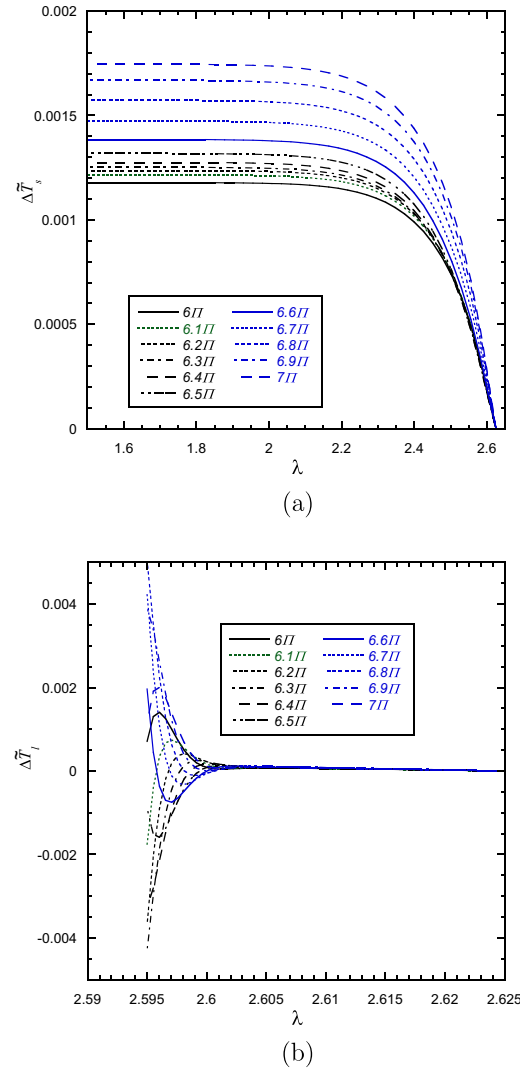 0.002
0.0015
0.001
0.0005
0
ΔT̃ₛ
6Π
6.1Π
6.2Π
6.3Π
6.4Π
6.5Π
6.6Π
6.7Π
6.8Π
6.9Π
7Π
1.6 1.8 2 2.2 2.4 2.6
λ
(a)
0.004
0.002
0
-0.002
-0.004
ΔT̃ₗ
6Π
6.1Π
6.2Π
6.3Π
6.4Π
6.5Π
6.6Π
6.7Π
6.8Π
6.9Π
7Π
2.59 2.595 2.6 2.605 2.61 2.615 2.62 2.625
λ
(b)